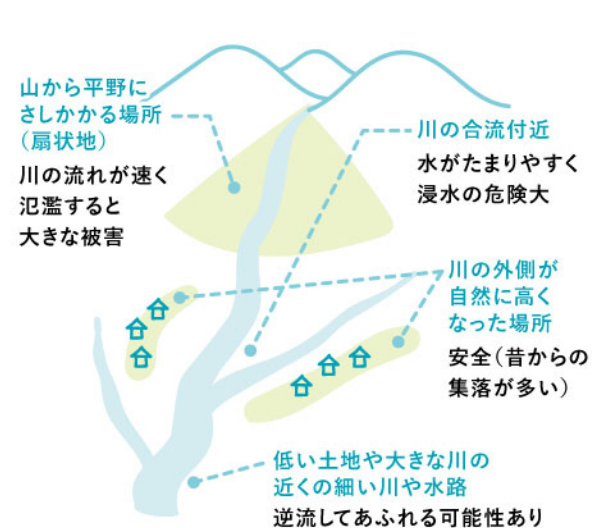 山から平野に
さしかかる場所
（扇状地）
川の流れが速く
氾濫すると
大きな被害
川の合流付近
水がたまりやすく
浸水の危険大
川の外側が
自然に高く
なった場所
安全（昔からの
集落が多い）
低い土地や大きな川の
近くの細い川や水路
逆流してあふれる可能性あり